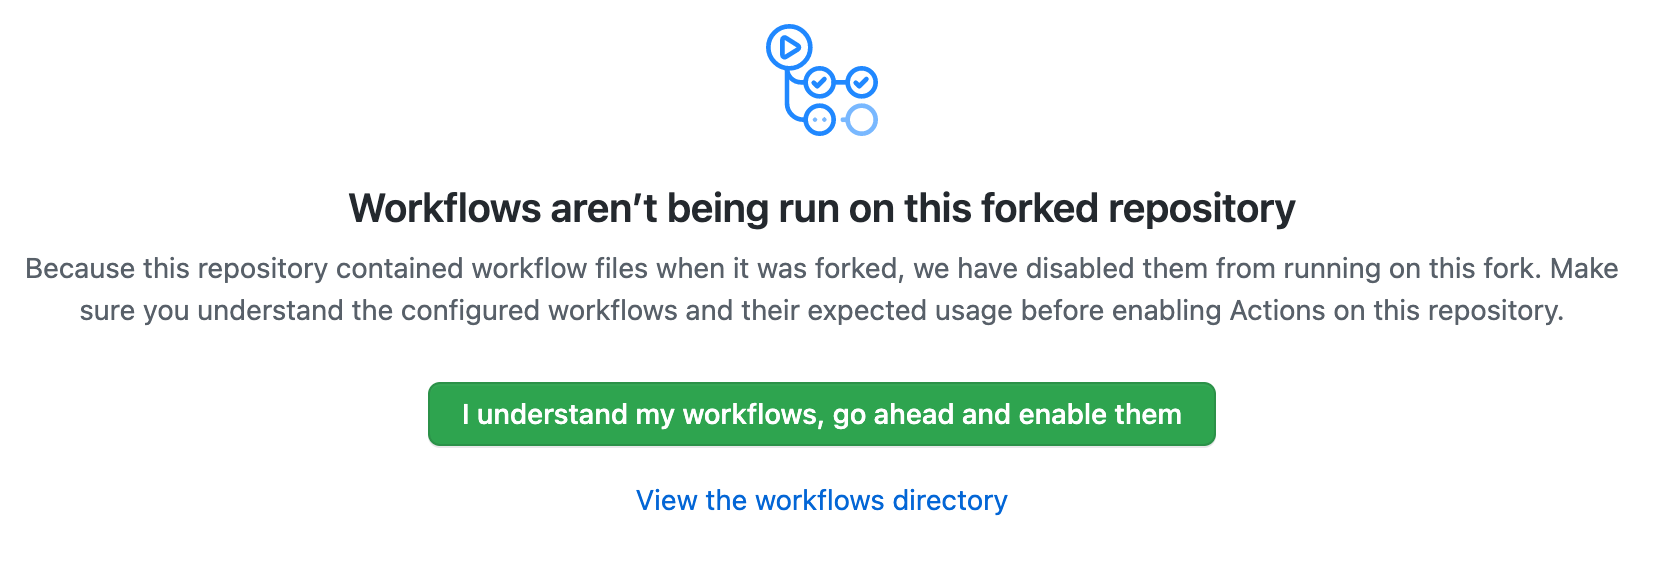 Workflows aren’t being run on this forked repository
Because this repository contained workflow files when it was forked, we have disabled them from running on this fork. Make
sure you understand the configured workflows and their expected usage before enabling Actions on this repository.
I understand my workflows, go ahead and enable them
View the workflows directory